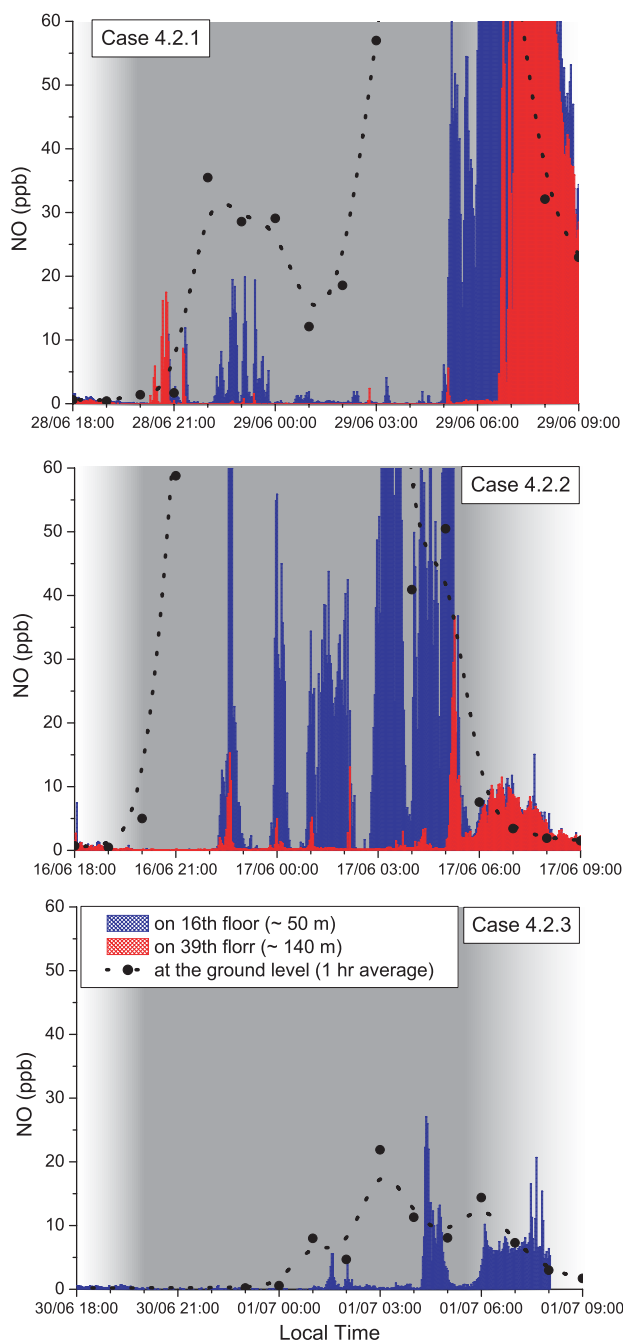 Case 4.2.1
NO (ppb)
60
50
40
30
20
10
0
28/06 18:00 28/06 21:00 29/06 00:00 29/06 03:00 29/06 06:00 29/06 09:00
Case 4.2.2
NO (ppb)
60
50
40
30
20
10
0
16/06 18:00 16/06 21:00 17/06 00:00 17/06 03:00 17/06 06:00 17/06 09:00
on 16th floor (~ 50 m)
on 39th florr (~ 140 m)
at the ground level (1 hr average)
Case 4.2.3
NO (ppb)
60
50
40
30
20
10
0
30/06 18:00 30/06 21:00 01/07 00:00 01/07 03:00 01/07 06:00 01/07 09:00
Local Time